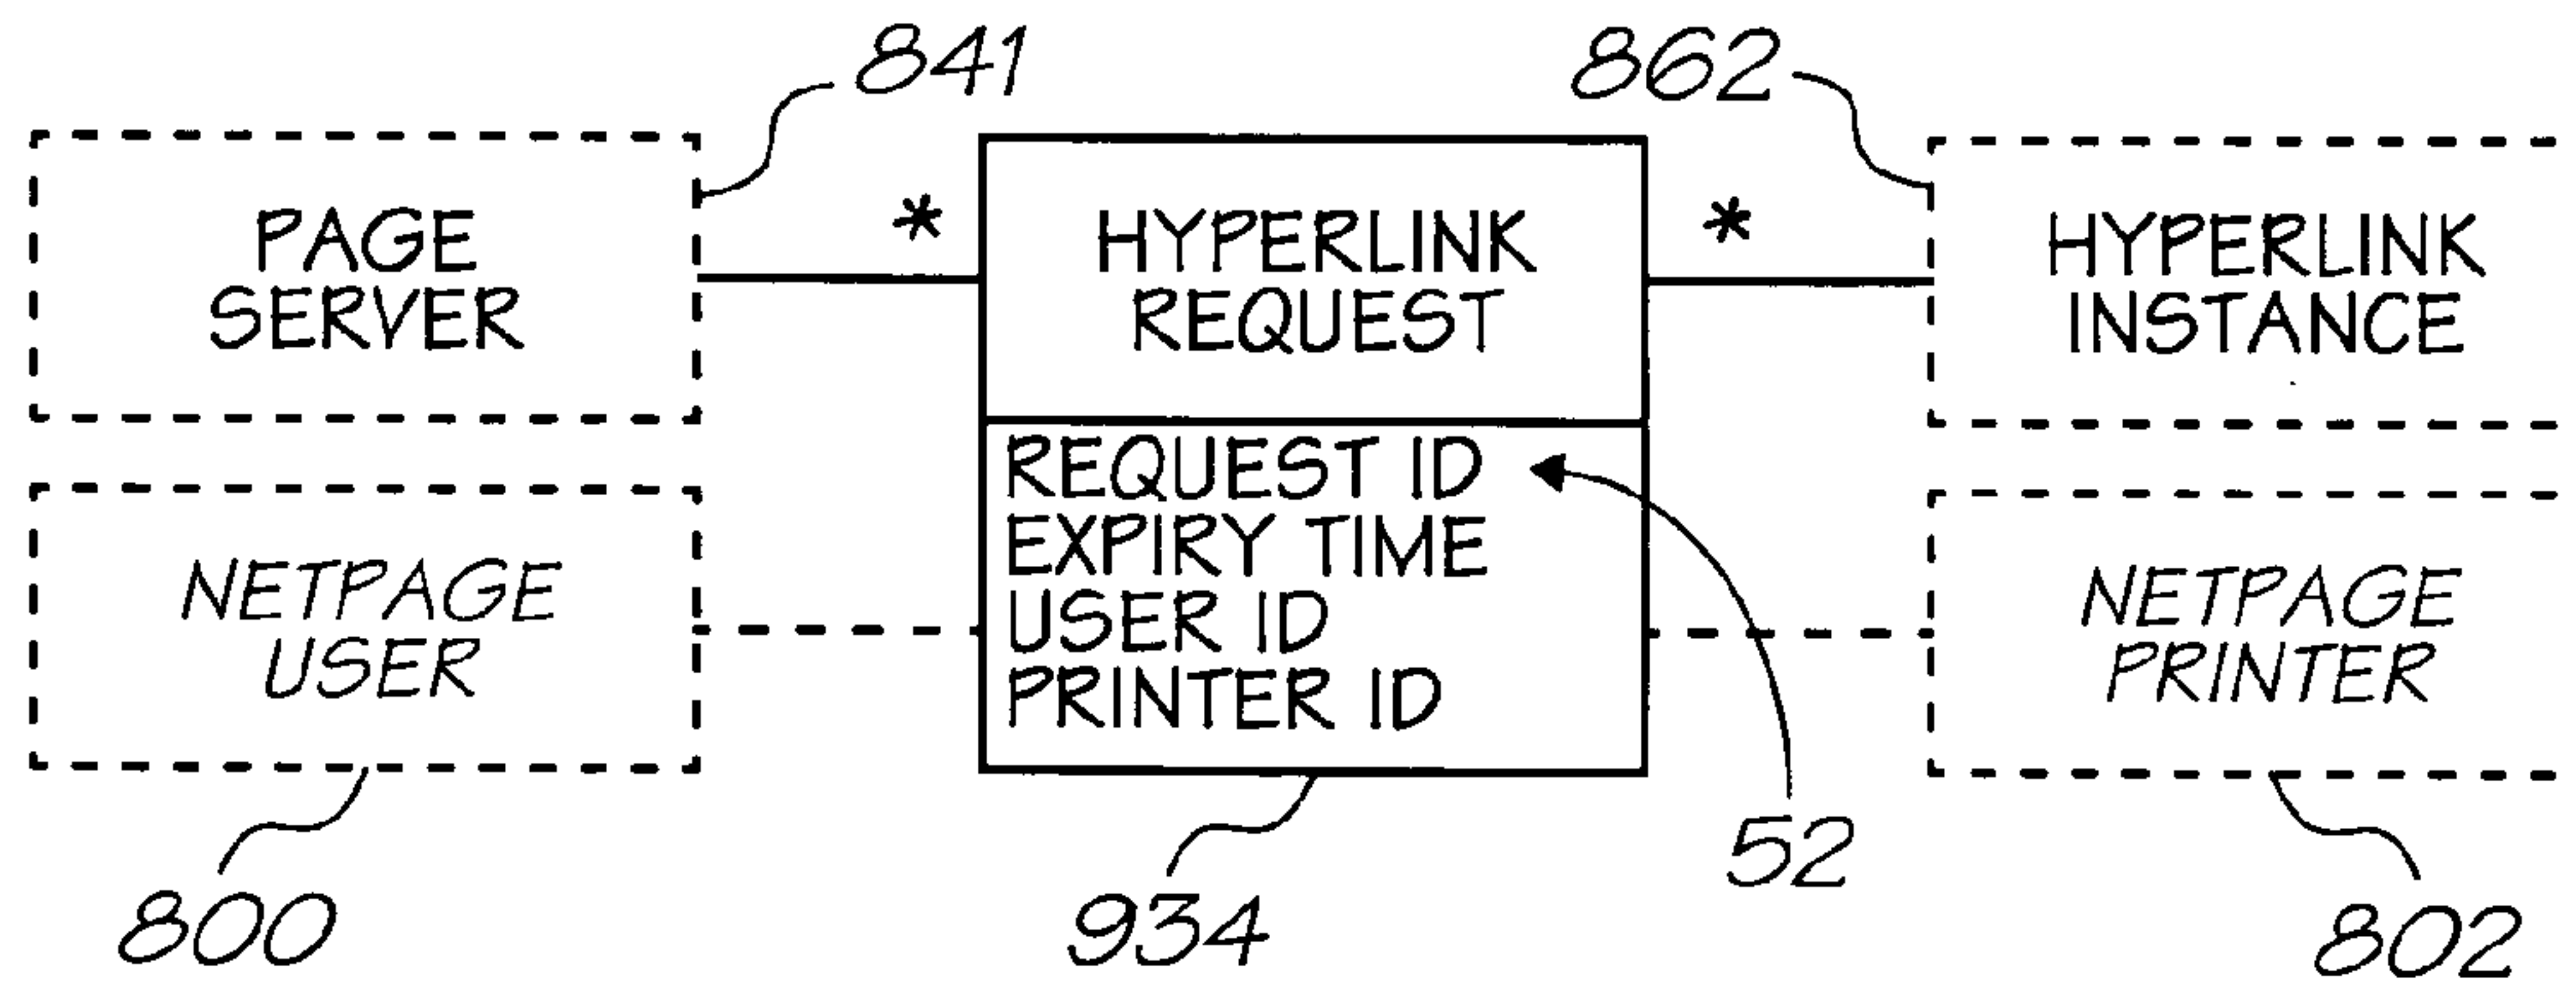 841
862
PAGE
SERVER
*
HYPERLINK
REQUEST
*
HYPERLINK
INSTANCE
REQUEST ID
EXPIRY TIME
USER ID
PRINTER ID
NETPAGE
USER
NETPAGE
PRINTER
800
934
52
802